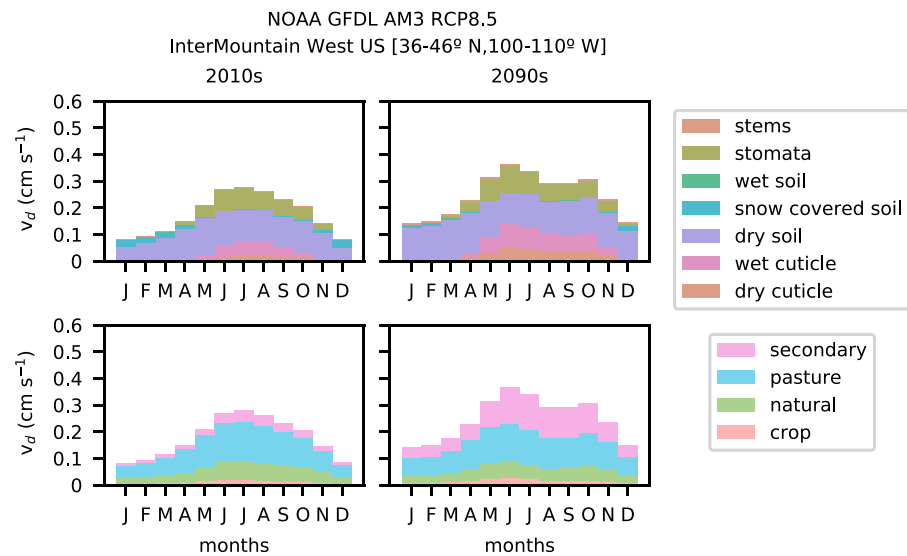 NOAA GFDL AM3 RCP8.5
InterMountain West US [36-46º N,100-110º W]
2010s
2090s
0.6
0.5
0.4
0.3
0.2
0.1
0
v_d (cm s⁻¹)
J F M A M J J A S O N D
J F M A M J J A S O N D
stems
stomata
wet soil
snow covered soil
dry soil
wet cuticle
dry cuticle
0.6
0.5
0.4
0.3
0.2
0.1
0
v_d (cm s⁻¹)
J F M A M J J A S O N D
months
J F M A M J J A S O N D
months
secondary
pasture
natural
crop